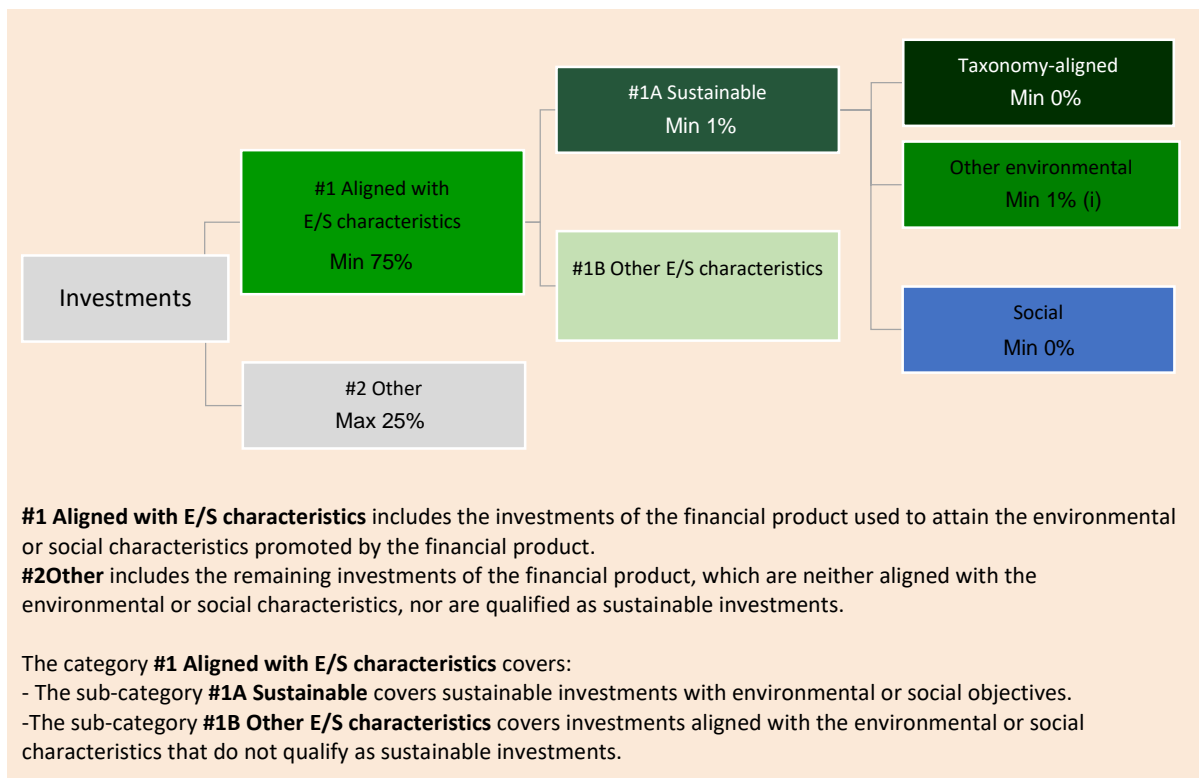 Investments
#1 Aligned with
E/S characteristics
Min 75%
#2 Other
Max 25%
#1A Sustainable
Min 1%
#1B Other E/S characteristics
Taxonomy-aligned
Min 0%
Other environmental
Min 1% (i)
Social
Min 0%
#1 Aligned with E/S characteristics includes the investments of the financial product used to attain the environmental
or social characteristics promoted by the financial product.
#2Other includes the remaining investments of the financial product, which are neither aligned with the
environmental or social characteristics, nor are qualified as sustainable investments.
The category #1 Aligned with E/S characteristics covers:
- The sub-category #1A Sustainable covers sustainable investments with environmental or social objectives.
-The sub-category #1B Other E/S characteristics covers investments aligned with the environmental or social
characteristics that do not qualify as sustainable investments.